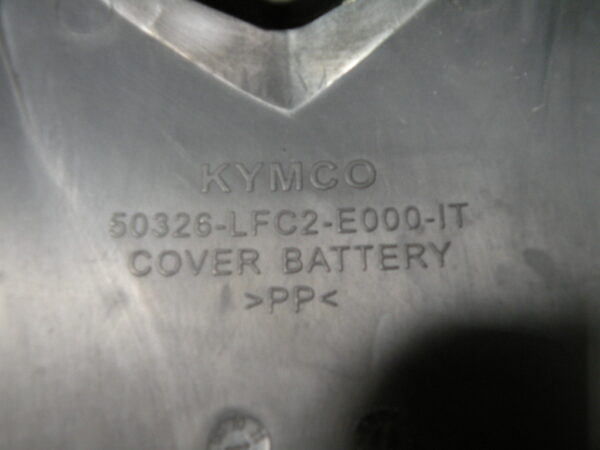 KYMCO
50326-LFC2-E000-IT
COVER BATTERY
>PP<